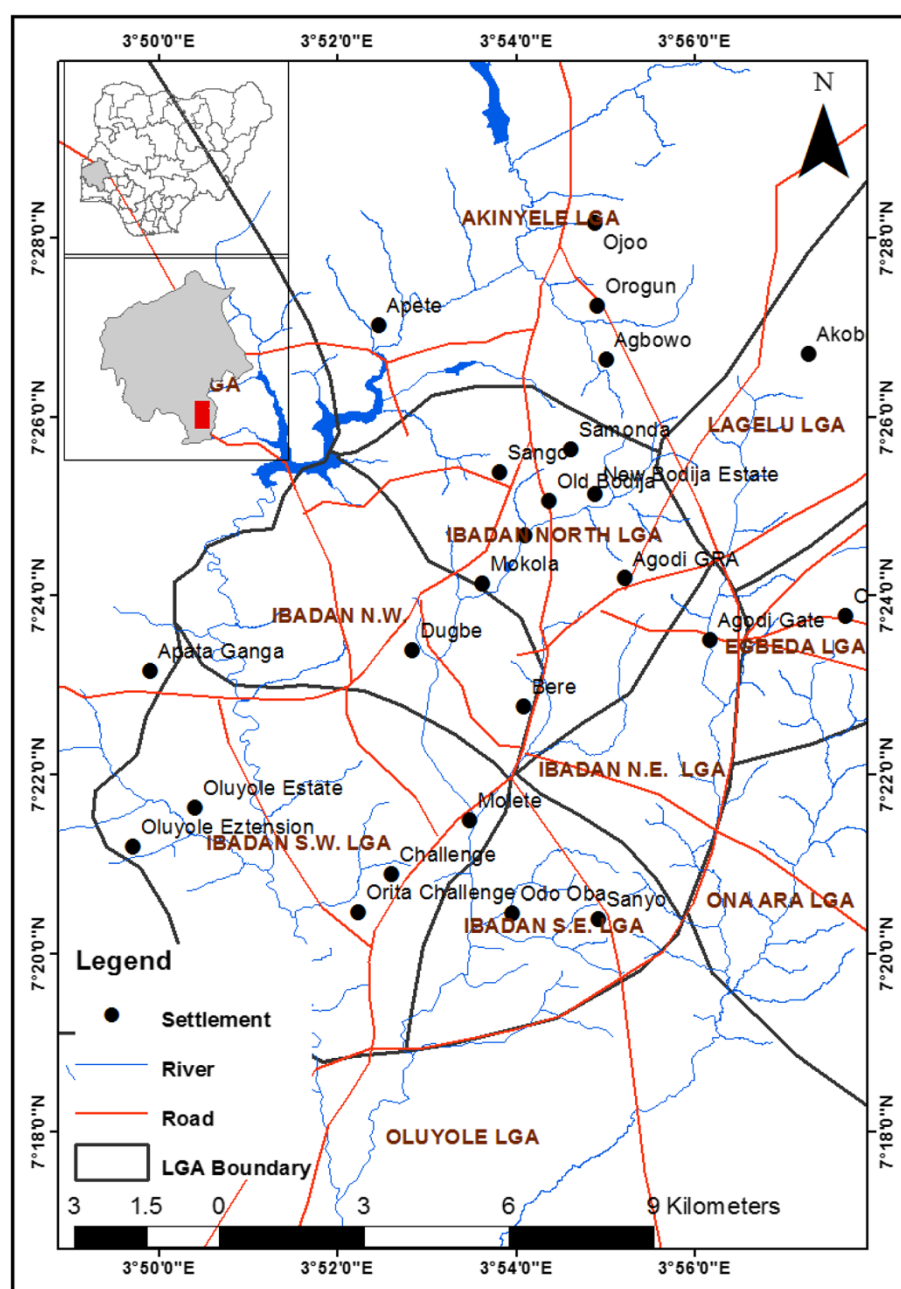 3°50'0"E 3°52'0"E 3°54'0"E 3°56'0"E
N
7°28'0"N 7°28'0"N
AKINYELE LGA
Ojoo
Orogun
Apete
Agbowo
Akob
GA
7°26'0"N 7°26'0"N
LAGELU LGA
Samonda
Sango
New Bodija Estate
Old Bodija
IBADAN NORTH LGA
Mokola
Agodi GRA
7°24'0"N 7°24'0"N
IBADAN N.W.
Dugbe
Agodi Gate
EGBEDA LGA
Apata Ganga
Bere
7°22'0"N 7°22'0"N
IBADAN N.E. LGA
Oluyole Estate
Molete
Oluyole Eztension
IBADAN S.W. LGA
Challenge
Orita Challenge
Odo Oba
Sanyo
ONA ARA LGA
IBADAN S.E. LGA
7°20'0"N 7°20'0"N
Legend
Settlement
River
Road
LGA Boundary
7°18'0"N 7°18'0"N
OLUYOLE LGA
3 1.5 0 3 6 9 Kilometers
3°50'0"E 3°52'0"E 3°54'0"E 3°56'0"E